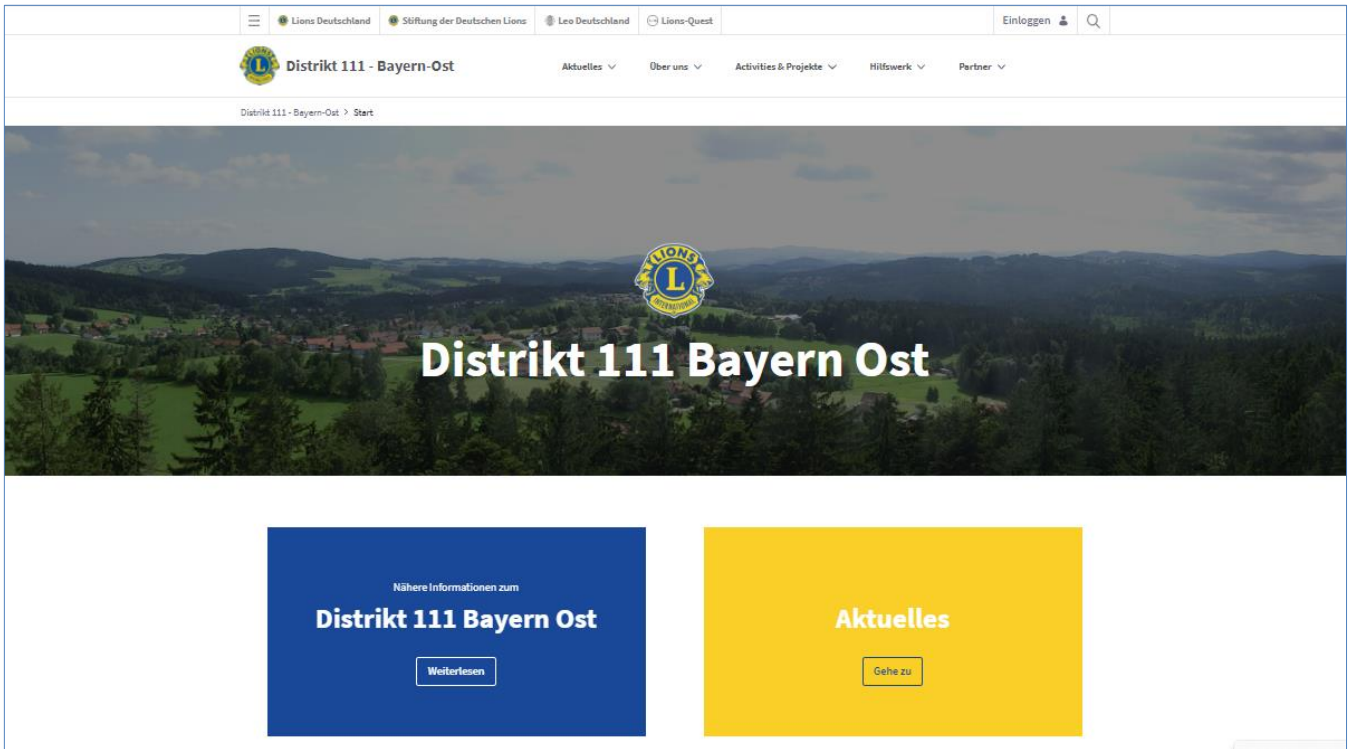 Lions Deutschland
Stiftung der Deutschen Lions
Leo Deutschland
Lions-Quest
Einloggen
Distrikt 111 - Bayern-Ost
Aktuelles
Über uns
Activities & Projekte
Hilfswerk
Partner
Distrikt 111 - Bayern-Ost > Start
LIONS
L
INTERNATIONAL
Distrikt 111 Bayern Ost
Nähere Informationen zum
Distrikt 111 Bayern Ost
Weiterlesen
Aktuelles
Gehe zu